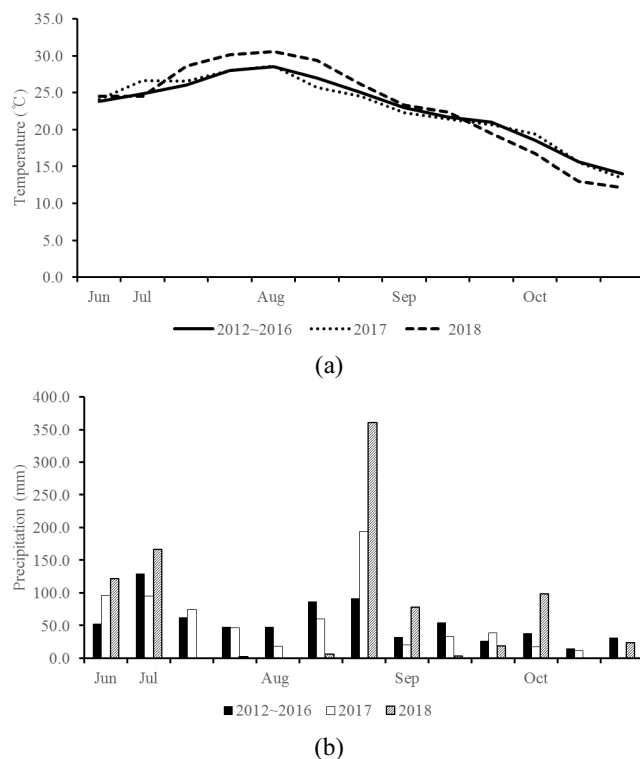 35.0
30.0
25.0
20.0
15.0
10.0
5.0
0.0
Temperature (℃)
Jun Jul Aug Sep Oct
2012~2016 2017 2018
(a)
400.0
350.0
300.0
250.0
200.0
150.0
100.0
50.0
0.0
Precipitation (mm)
Jun Jul Aug Sep Oct
2012~2016 2017 2018
(b)